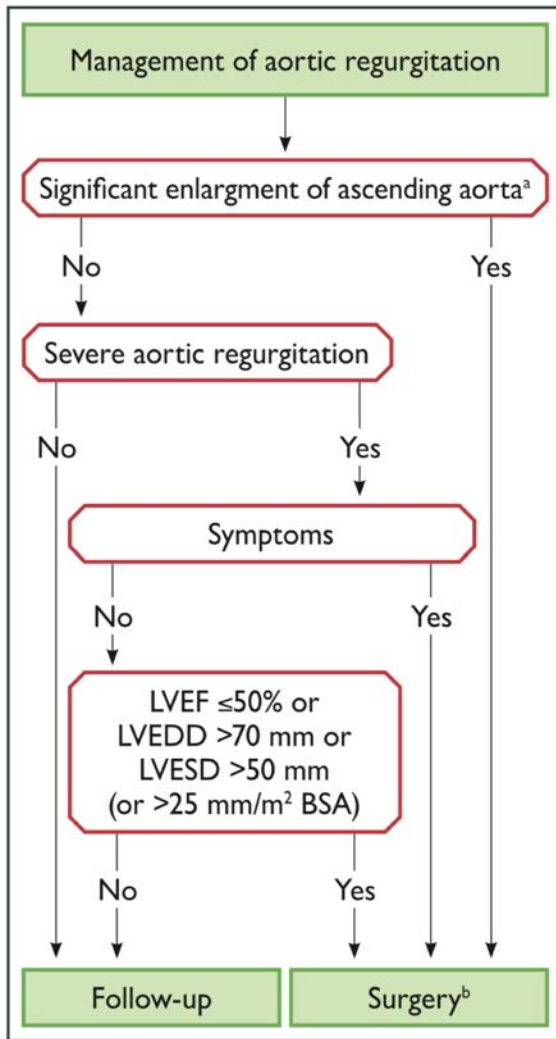 Management of aortic regurgitation
Significant enlargment of ascending aortaᵃ
No
Yes
Severe aortic regurgitation
No
Yes
Symptoms
No
Yes
LVEF ≤50% or
LVEDD >70 mm or
LVESD >50 mm
(or >25 mm/m² BSA)
No
Yes
Follow-up
Surgeryᵇ